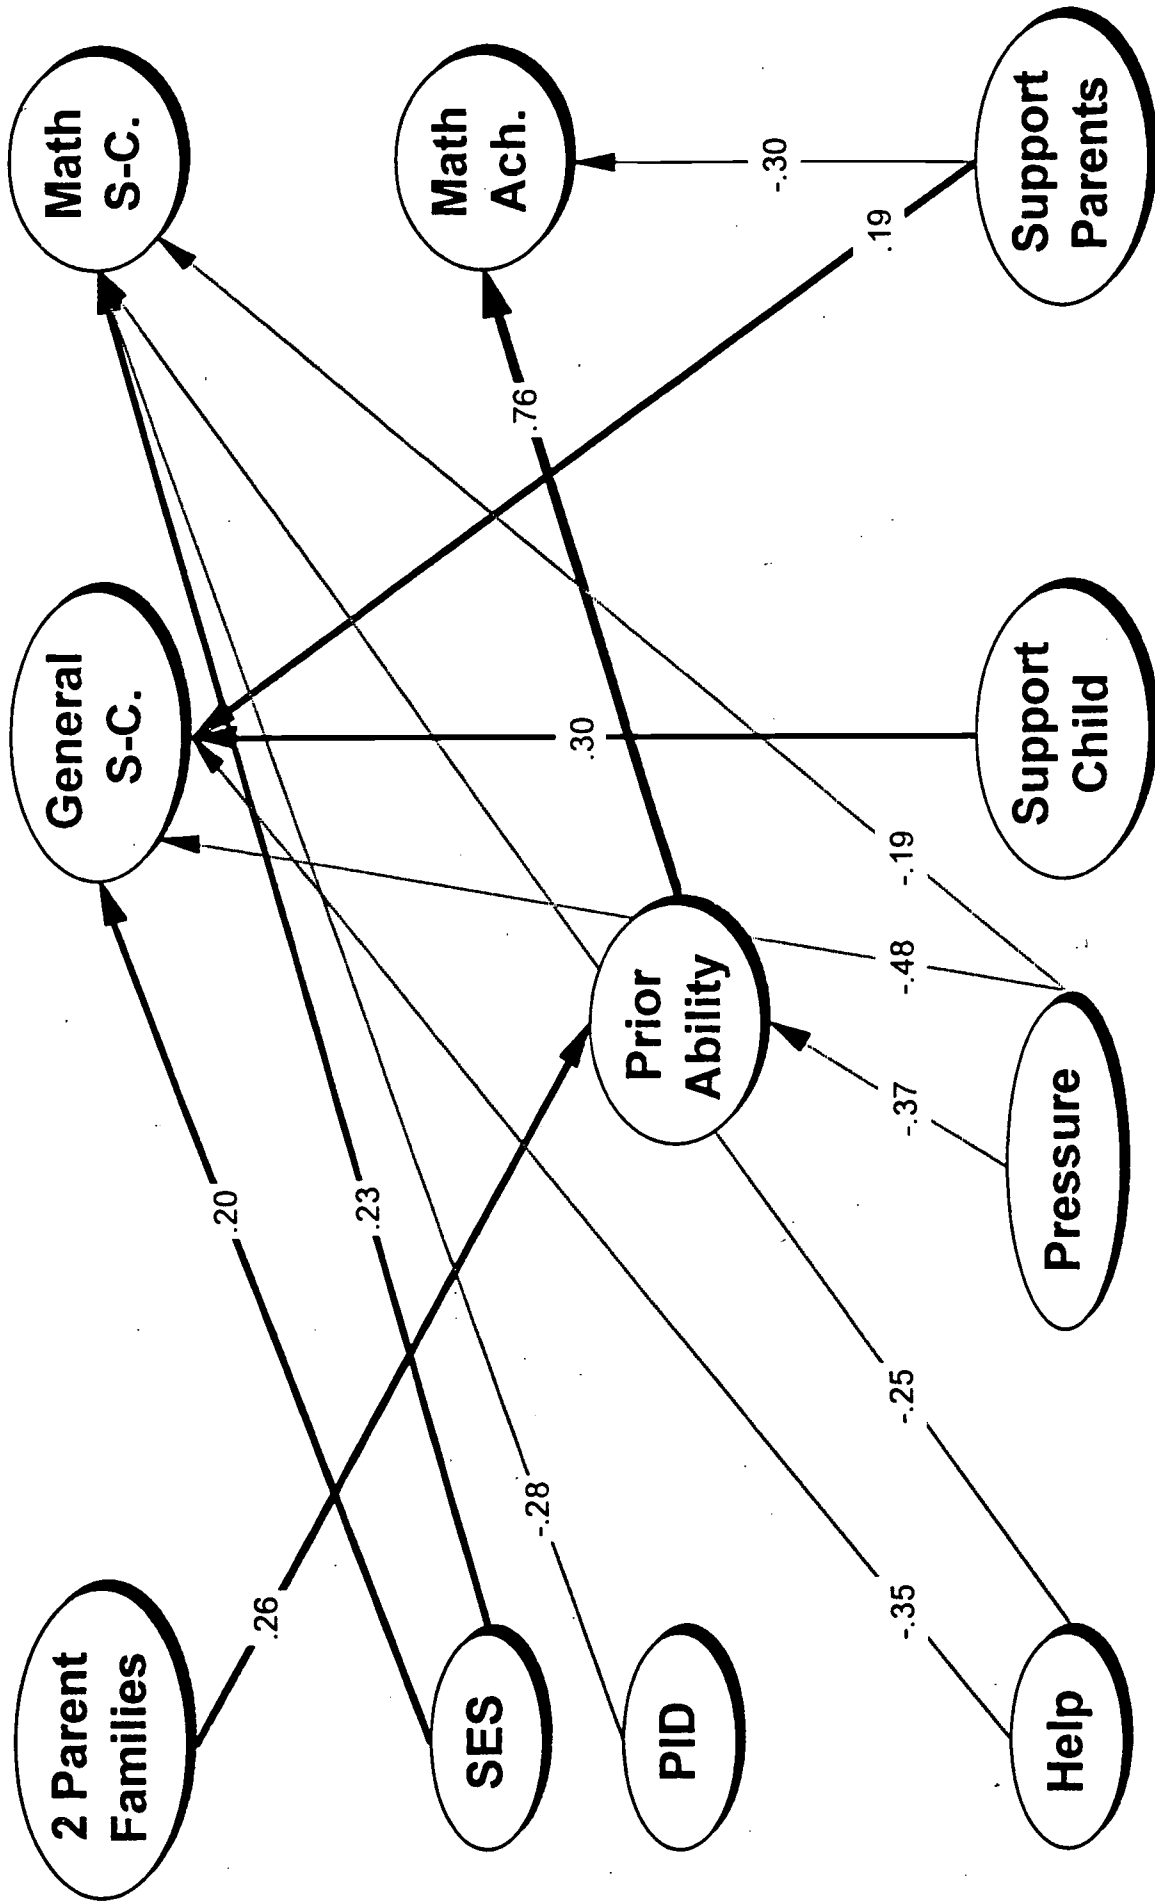 2 Parent
Families
General
S-C.
Math
S-C.
.20
.26
.23
SES
-.28
PID
.76
Math
Ach.
Prior
Ability
.30
-.30
.19
-.19
-.48
-.37
-.25
-.35
Help
Pressure
Support
Child
Support
Parents